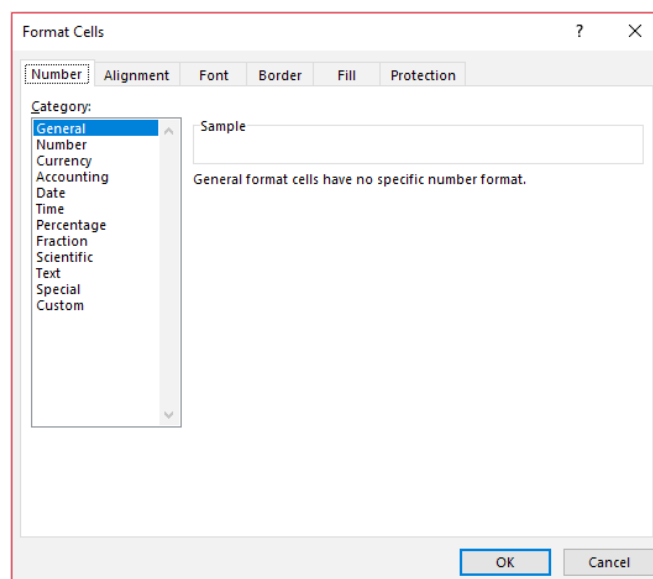 Format Cells ?
Number Alignment Font Border Fill Protection
Category:
General
Number
Currency
Accounting
Date
Time
Percentage
Fraction
Scientific
Text
Special
Custom
Sample
General format cells have no specific number format.
OK Cancel